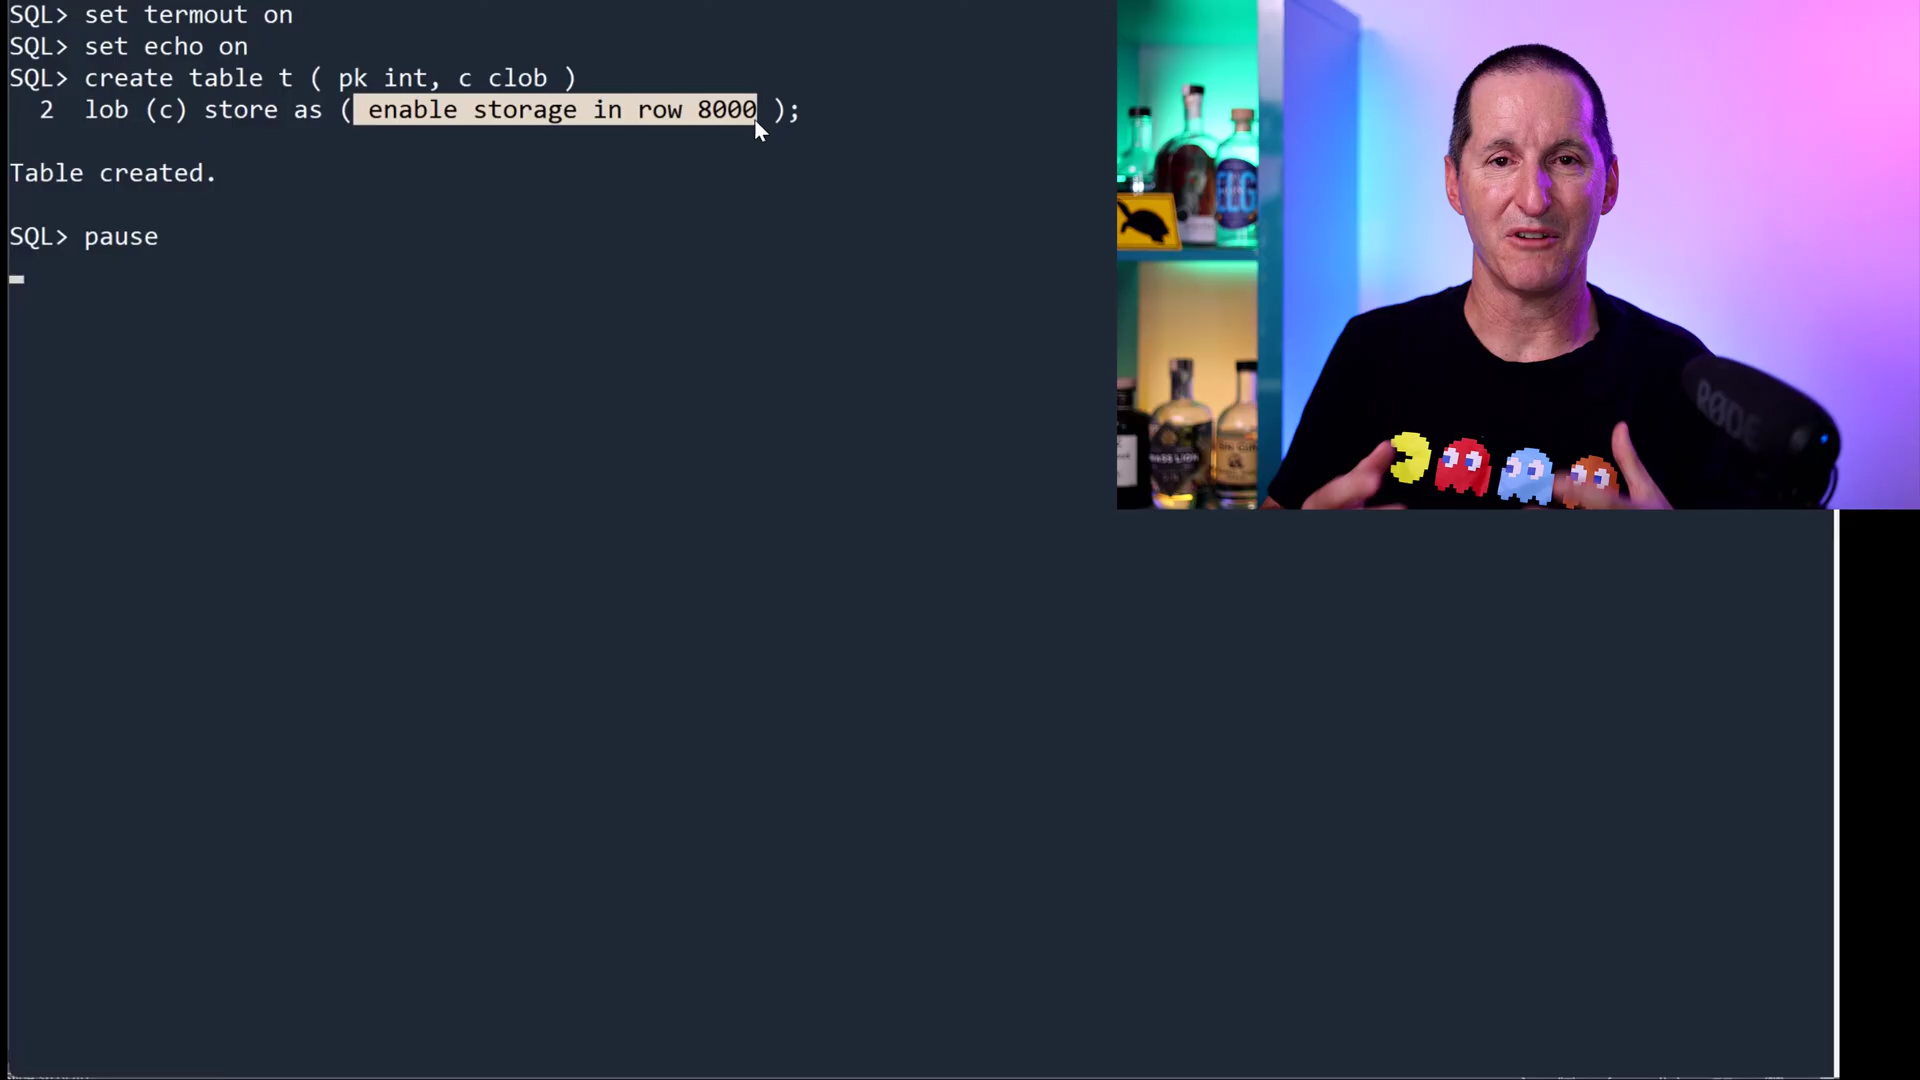 SQL> set termout on
SQL> set echo on
SQL> create table t ( pk int, c clob )
2 lob (c) store as ( enable storage in row 8000 );
Table created.
SQL> pause
RØDE